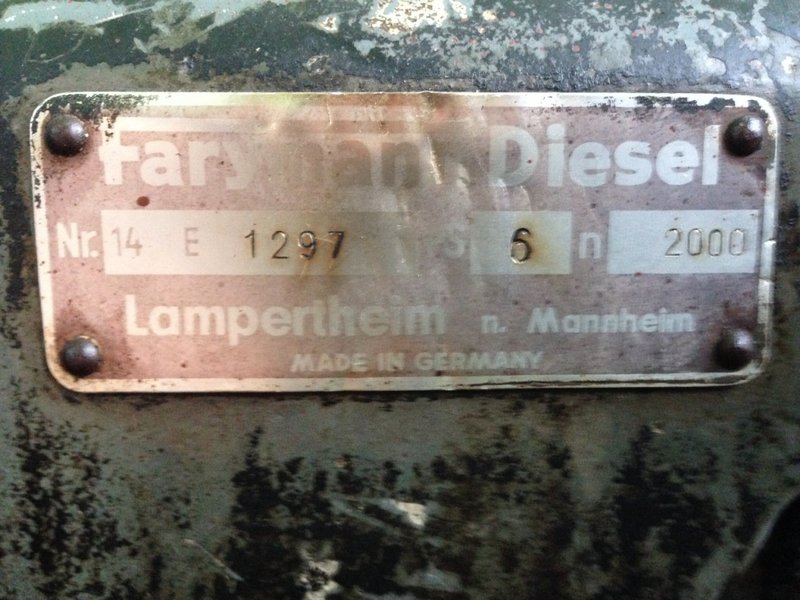 Farymann Diesel
Nr. 14 E 1297 S 6 n 2000
Lampertheim n. Mannheim
MADE IN GERMANY